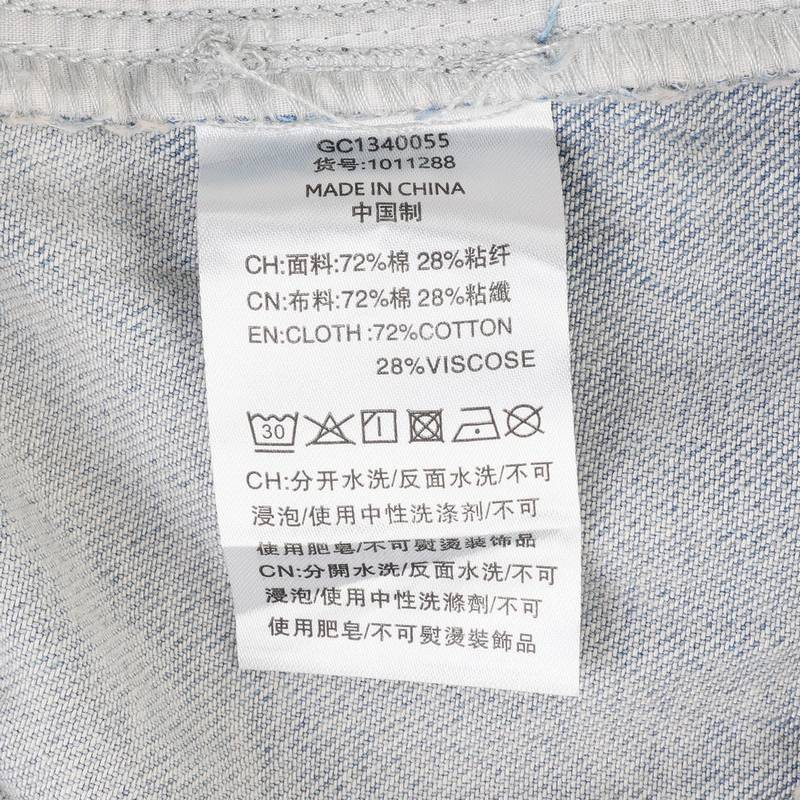 GC1340055
货号:1011288
MADE IN CHINA
中国制
CH:面料:72%棉 28%粘纤
CN:布料:72%棉 28%粘纖
EN:CLOTH :72%COTTON
28%VISCOSE
30
CH:分开水洗/反面水洗/不可
浸泡/使用中性洗涤剂/不可
使用肥皂/不可熨烫装饰品
CN:分開水洗/反面水洗/不可
浸泡/使用中性洗滌劑/不可
使用肥皂/不可熨燙裝飾品